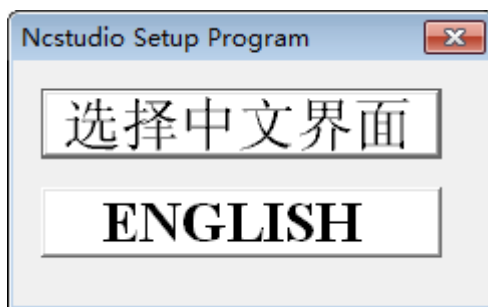 Ncstudio Setup Program
选择中文界面
ENGLISH